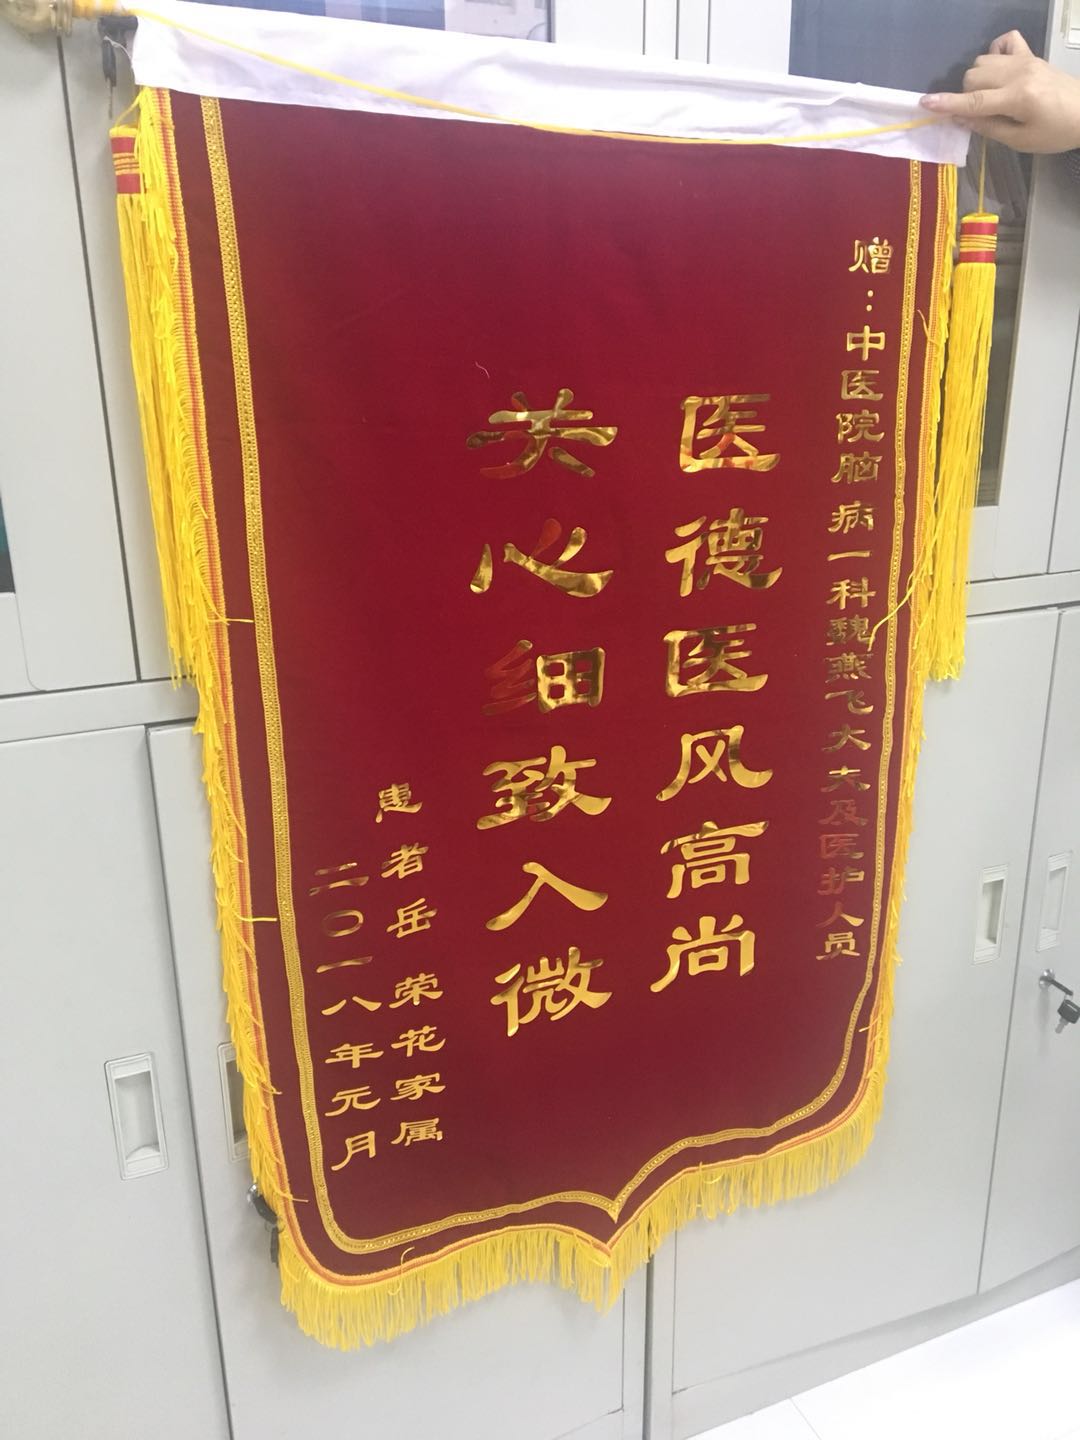 赠：中医院脑病一科魏燕飞大夫及医护人员
医德医风高尚
关心细致入微
患者岳荣花家属
二〇一八年元月